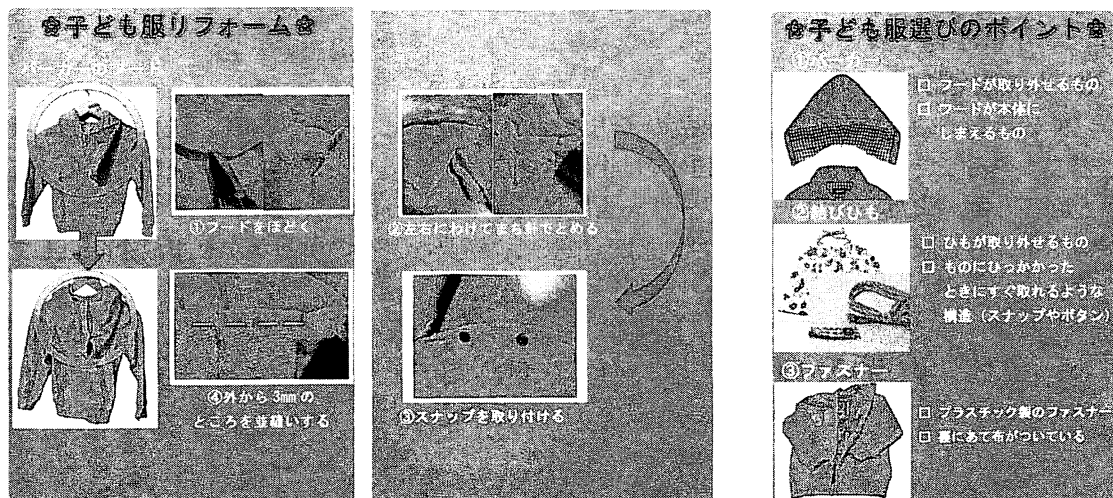 ❀子ども服リフォーム❀
パーカーのフード
①フードをほどく
④外から3mmの
ところを並縫いする
②左右にわけてまち針でとめる
③スナップを取り付ける
❀子ども服選びのポイント❀
□ フードが取り外せるもの
□ フードが本体に
しまえるもの
②結びひも
□ ひもが取り外せるもの
□ ものにひっかかった
ときにすぐ取れるような
構造（スナップやボタン）
③ファスナー
□ プラスチック製のファスナー
□ 裏にあて布がついている